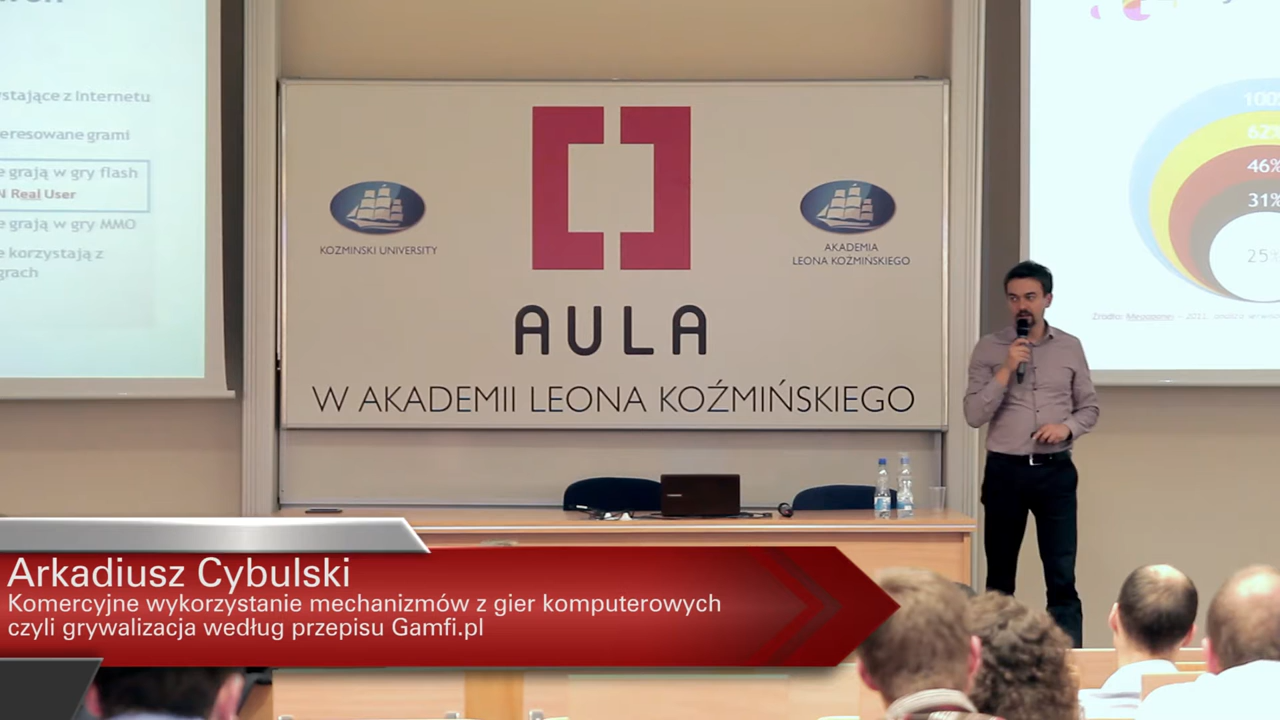 stające z Internetu
eresowane grami
e grają w gry flash
N Real User
e grają w gry MMO
e korzystają z
grach
KOZMINSKI UNIVERSITY
AULA
W AKADEMII LEONA KOŹMIŃSKIEGO
AKADEMIA
LEONA KOŹMIŃSKIEGO
100
62
46%
31%
25
Arkadiusz Cybulski
Komercyjne wykorzystanie mechanizmów z gier komputerowych
czyli grywalizacja według przepisu Gamfi.pl